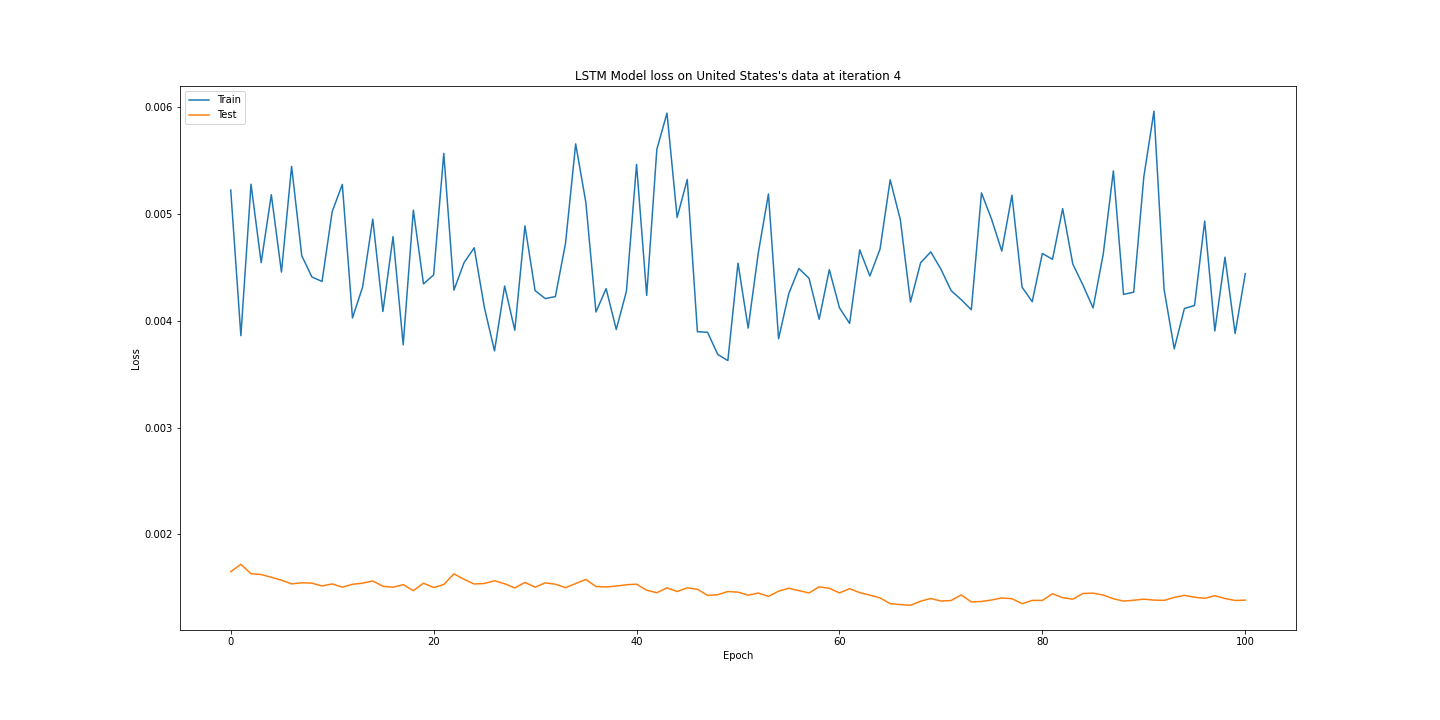 LSTM Model loss on United States's data at iteration 4
Train
Test
0.006
0.005
0.004
0.003
0.002
Loss
0 20 40 60 80 100
Epoch